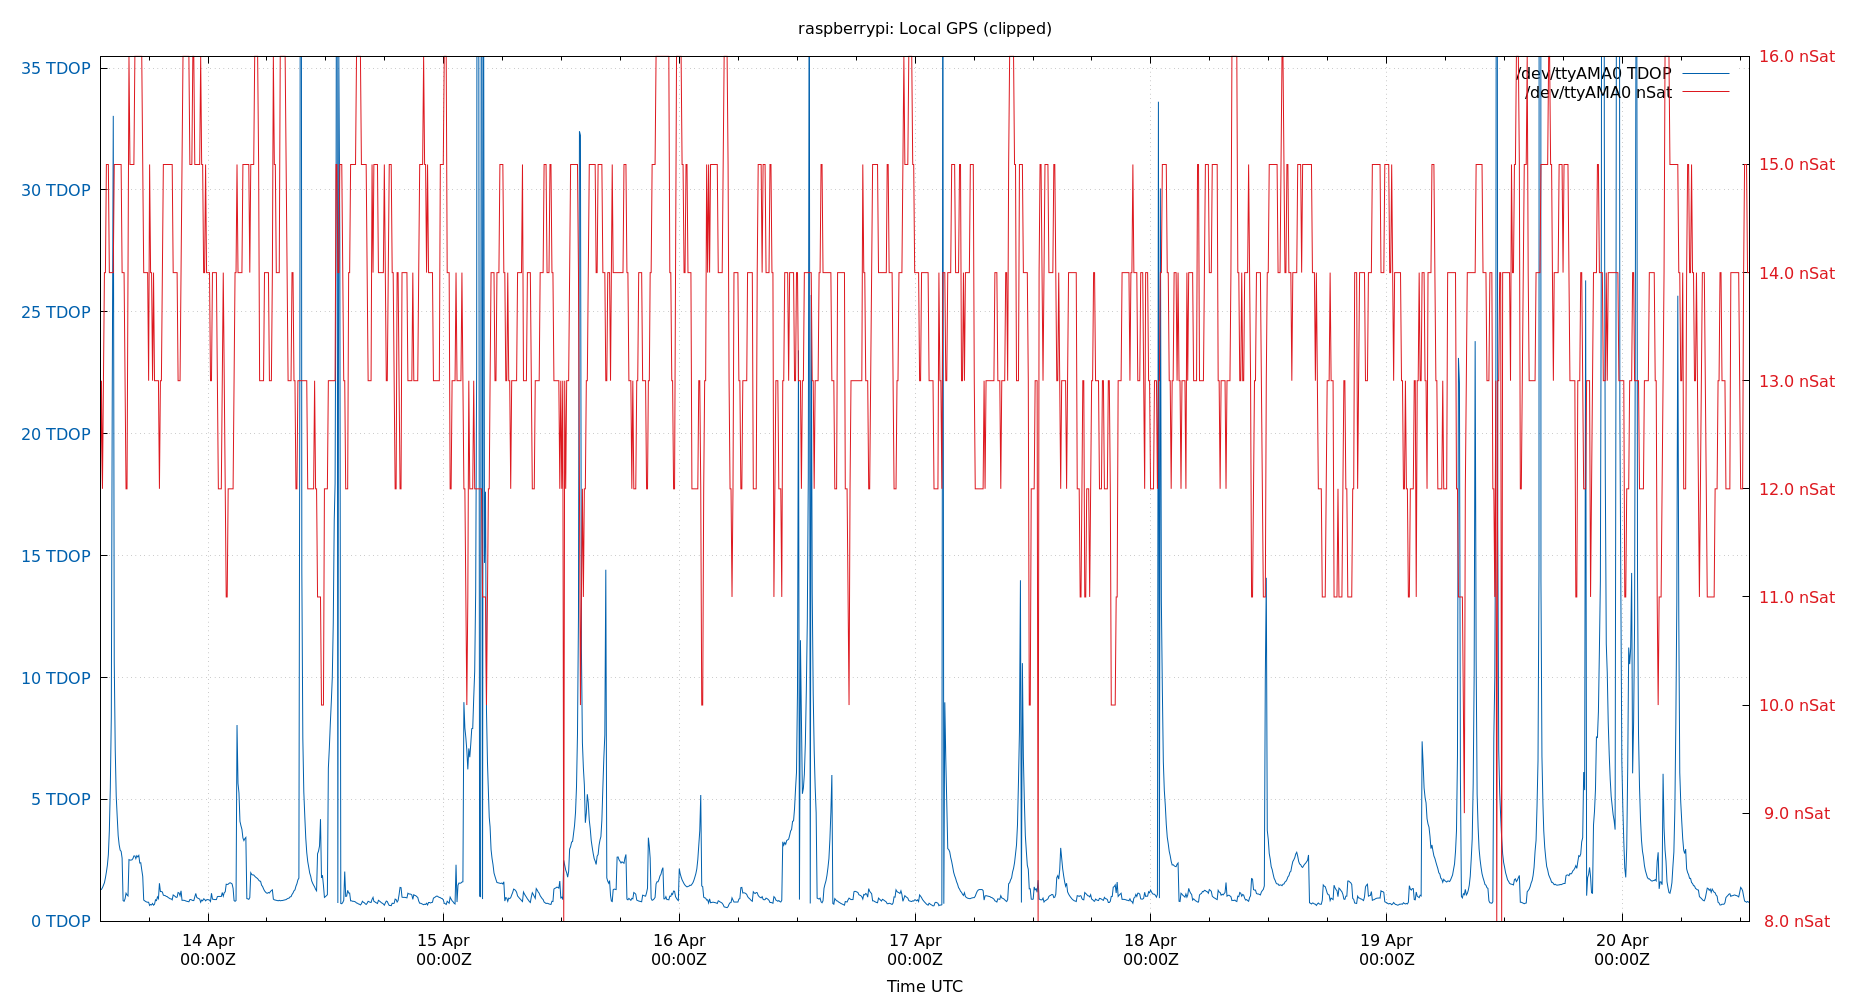 raspberrypi: Local GPS (clipped)
/dev/ttyAMA0 TDOP
/dev/ttyAMA0 nSat
35 TDOP
30 TDOP
25 TDOP
20 TDOP
15 TDOP
10 TDOP
5 TDOP
0 TDOP
16.0 nSat
15.0 nSat
14.0 nSat
13.0 nSat
12.0 nSat
11.0 nSat
10.0 nSat
9.0 nSat
8.0 nSat
14 Apr 15 Apr 16 Apr 17 Apr 18 Apr 19 Apr 20 Apr
00:00Z 00:00Z 00:00Z 00:00Z 00:00Z 00:00Z 00:00Z
Time UTC